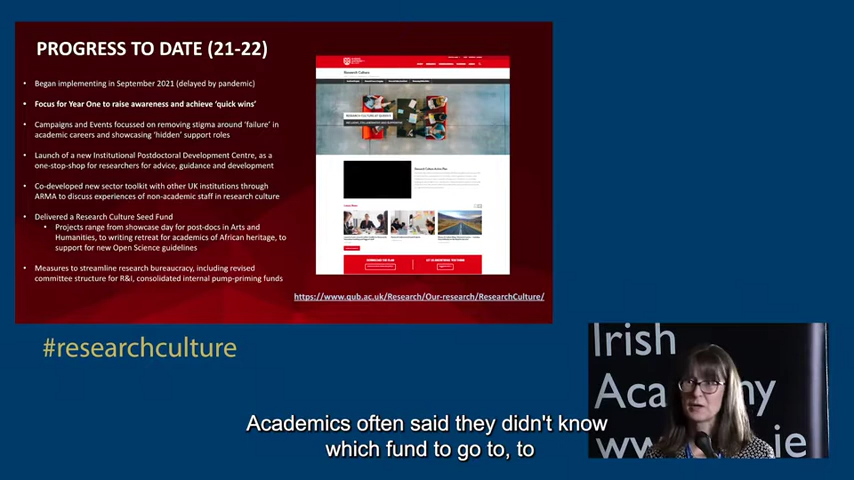 PROGRESS TO DATE (21-22)
• Began implementing in September 2021 (delayed by pandemic)
• Focus for Year One to raise awareness and achieve ‘quick wins’
• Campaigns and Events focussed on removing stigma around ‘failure’ in
academic careers and showcasing ‘hidden’ support roles
• Launch of a new Institutional Postdoctoral Development Centre, as a
one-stop-shop for researchers for advice, guidance and development
• Co-developed new sector toolkit with other UK institutions through
ARMA to discuss experiences of non-academic staff in research culture
• Delivered a Research Culture Seed Fund
• Projects range from showcase day for post-docs in Arts and
Humanities, to writing retreat for academics of African heritage, to
support for new Open Science guidelines
• Measures to streamline research bureaucracy, including revised
committee structure for R&I, consolidated internal pump-priming funds
Research Culture
https://www.qub.ac.uk/Research/Our-research/ResearchCulture/
#researchculture
Irish
Aca my
ww ie
Academics often said they didn't know
which fund to go to, to